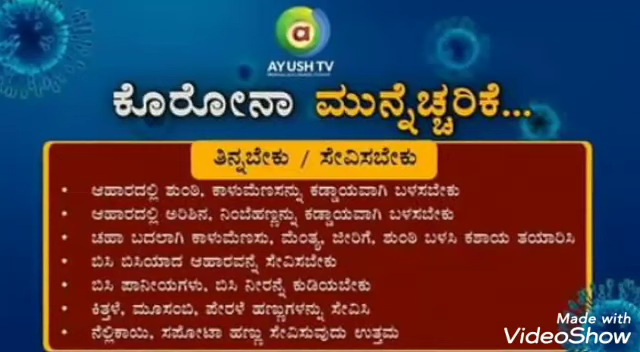 a
AYUSH TV
ಕೊರೋನಾ ಮುನ್ನೆಚ್ಚರಿಕೆ...
ತಿನ್ನಬೇಕು / ಸೇವಿಸಬೇಕು
• ಆಹಾರದಲ್ಲಿ ಶುಂಠಿ, ಕಾಳುಮೆಣಸನ್ನು ಕಡ್ಡಾಯವಾಗಿ ಬಳಸಬೇಕು
• ಆಹಾರದಲ್ಲಿ ಅರಿಶಿನ, ನಿಂಬೆಹಣ್ಣನ್ನು ಕಡ್ಡಾಯವಾಗಿ ಬಳಸಬೇಕು
• ಚಹಾ ಬದಲಾಗಿ ಕಾಳುಮೆಣಸು, ಮೆಂತ್ಯ, ಜೀರಿಗೆ, ಶುಂಠಿ ಬಳಸಿ ಕಶಾಯ ತಯಾರಿಸಿ
• ಬಿಸಿ ಬಿಸಿಯಾದ ಆಹಾರವನ್ನೆ ಸೇವಿಸಬೇಕು
• ಬಿಸಿ ಪಾನೀಯಗಳು, ಬಿಸಿ ನೀರನ್ನೆ ಕುಡಿಯಬೇಕು
• ಕಿತ್ತಳೆ, ಮೂಸಂಬಿ, ಪೇರಳೆ ಹಣ್ಣುಗಳನ್ನು ಸೇವಿಸಿ
• ನೆಲ್ಲಿಕಾಯಿ, ಸಪೋಟಾ ಹಣ್ಣು ಸೇವಿಸುವುದು ಉತ್ತಮ
Made with
VideoShow